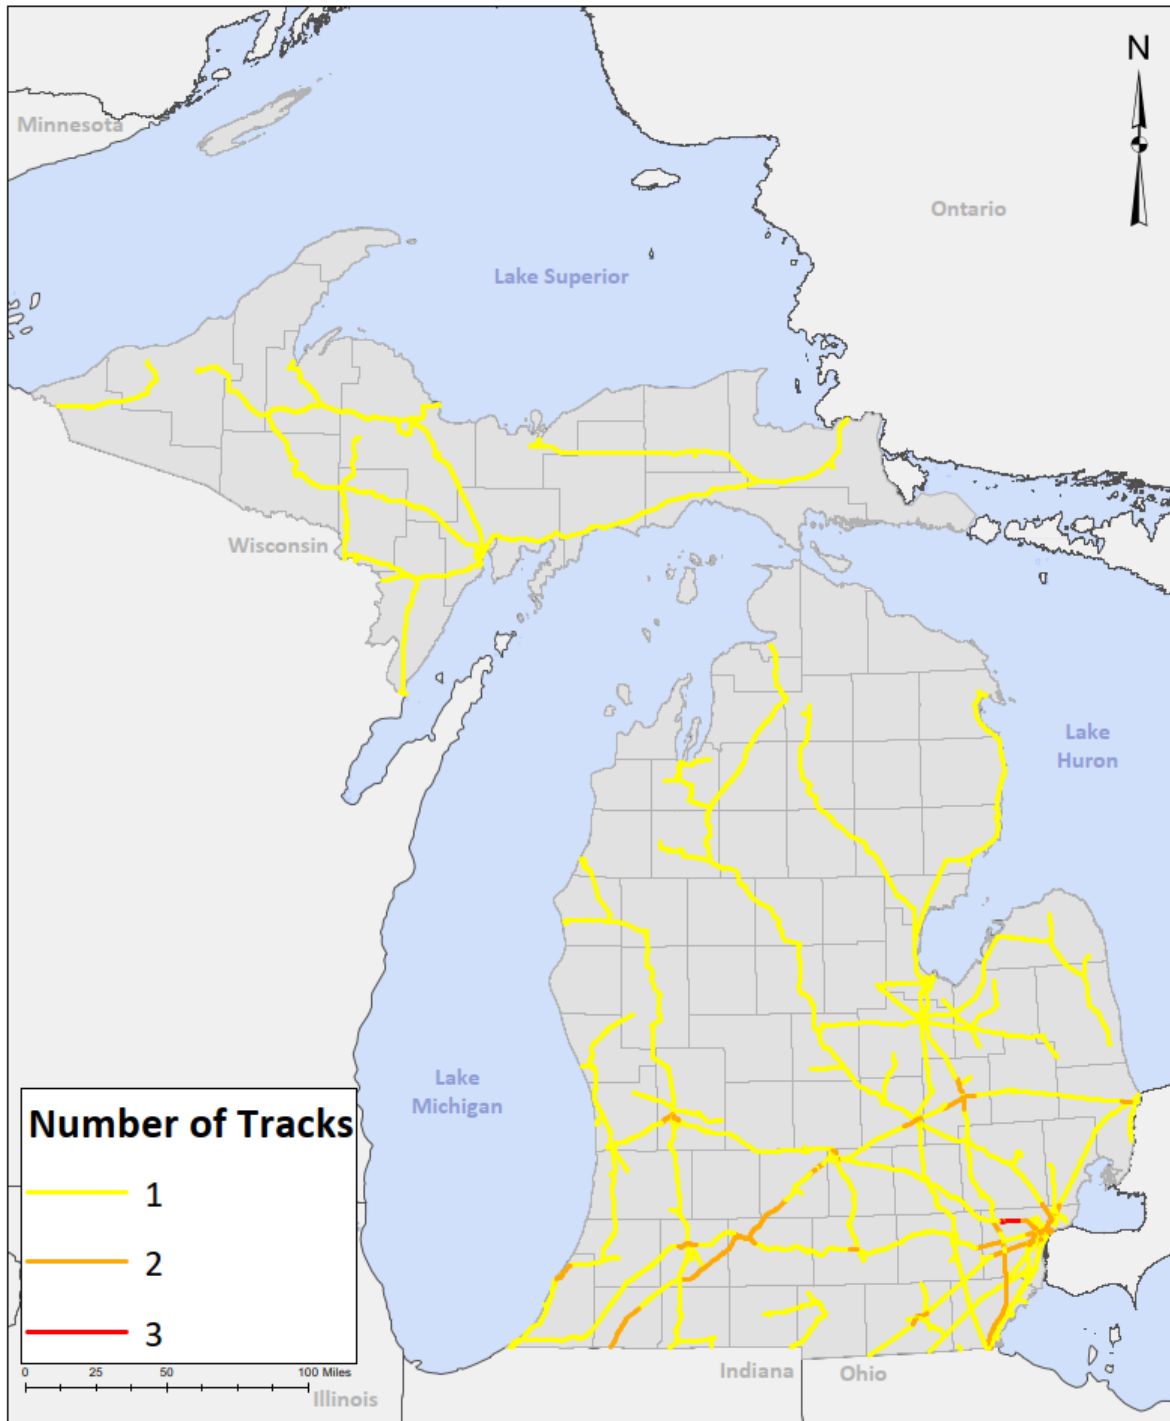 N
Minnesota
Ontario
Lake Superior
Wisconsin
Lake
Huron
Lake
Michigan
Number of Tracks
1
2
3
0 25 50 100 Miles
Indiana
Ohio
Illinois